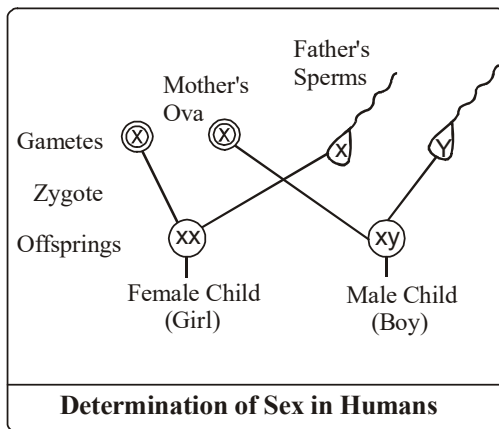 Father's
Sperms
Mother's
Ova
Gametes
X
X
x
Y
Zygote
Offsprings
xx
xy
Female Child
(Girl)
Male Child
(Boy)
Determination of Sex in Humans